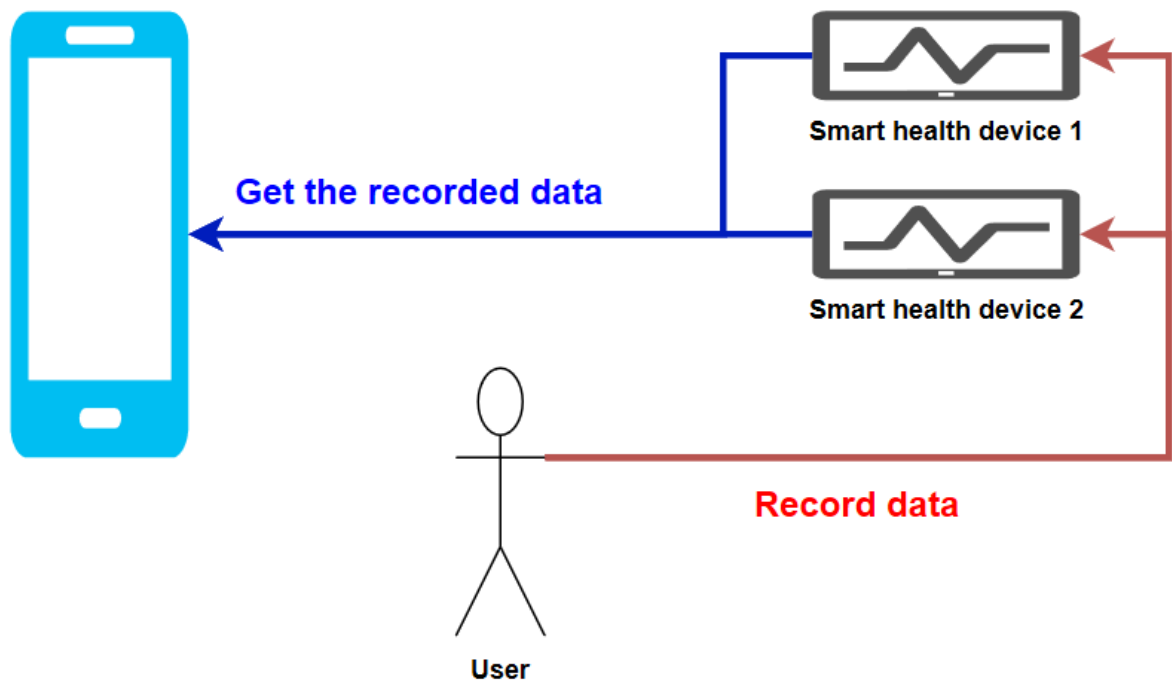 Smart health device 1
Get the recorded data
Smart health device 2
Record data
User